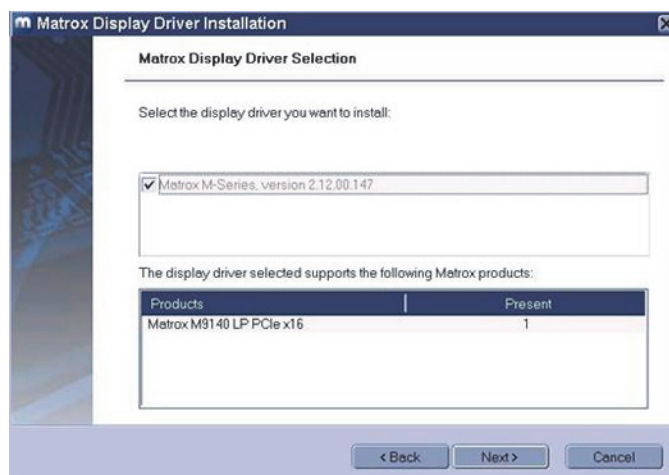 Matrox Display Driver Installation
Matrox Display Driver Selection
Select the display driver you want to install:
Matrox M-Series, version 2.12.00.147
The display driver selected supports the following Matrox products:
Products Present
Matrox M9140 LP PCIe x16 1
< Back Next > Cancel